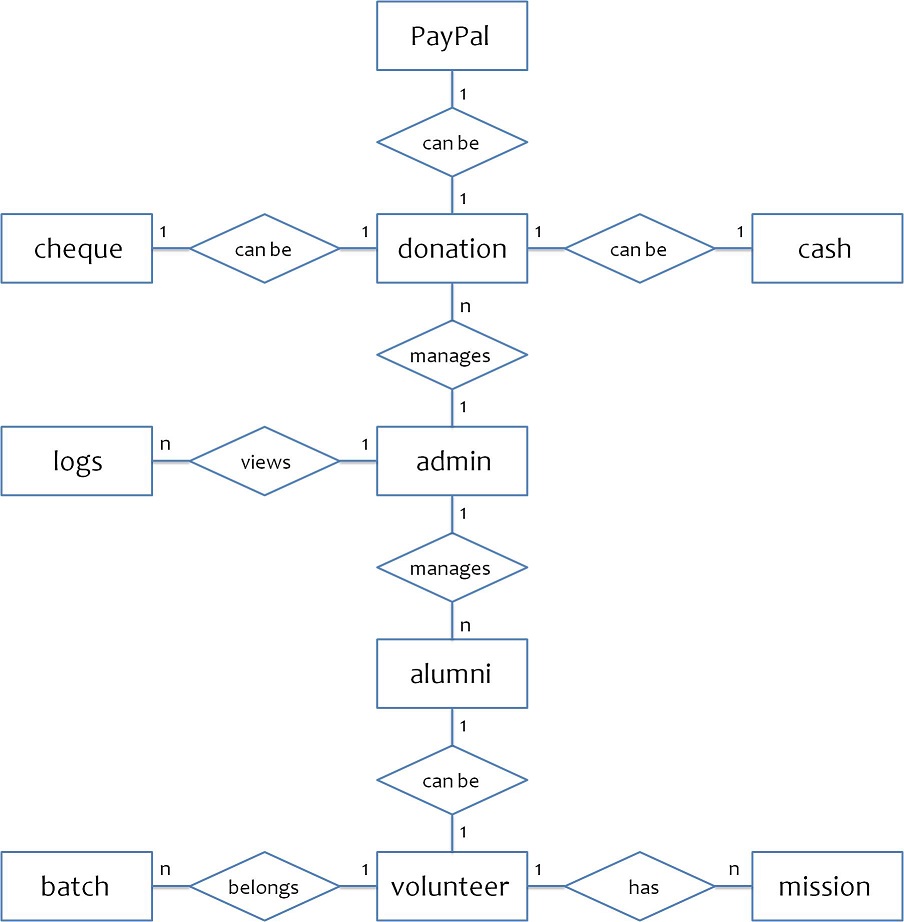 PayPal
1
can be
1
cheque 1 can be 1 donation 1 can be 1 cash
n
manages
1
logs n views 1 admin
1
manages
n
alumni
1
can be
1
batch n belongs 1 volunteer 1 has n mission